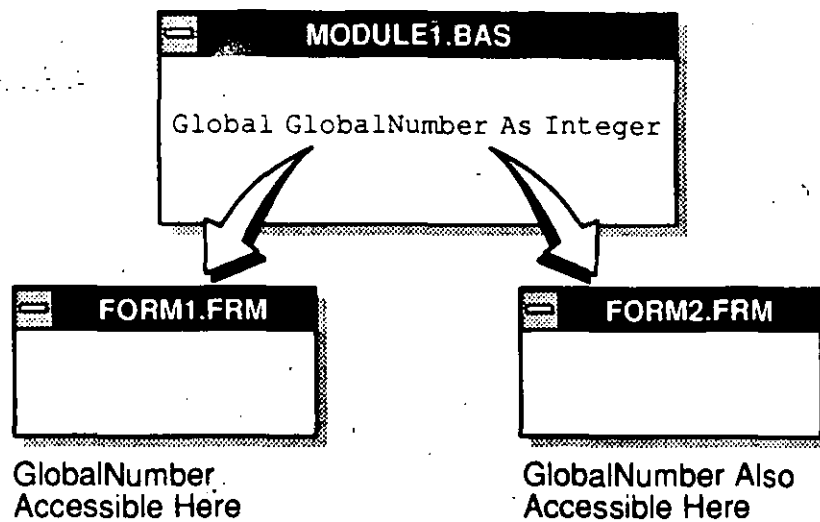 MODULE1.BAS
Global GlobalNumber As Integer
FORM1.FRM
FORM2.FRM
GlobalNumber
Accessible Here
GlobalNumber Also
Accessible Here